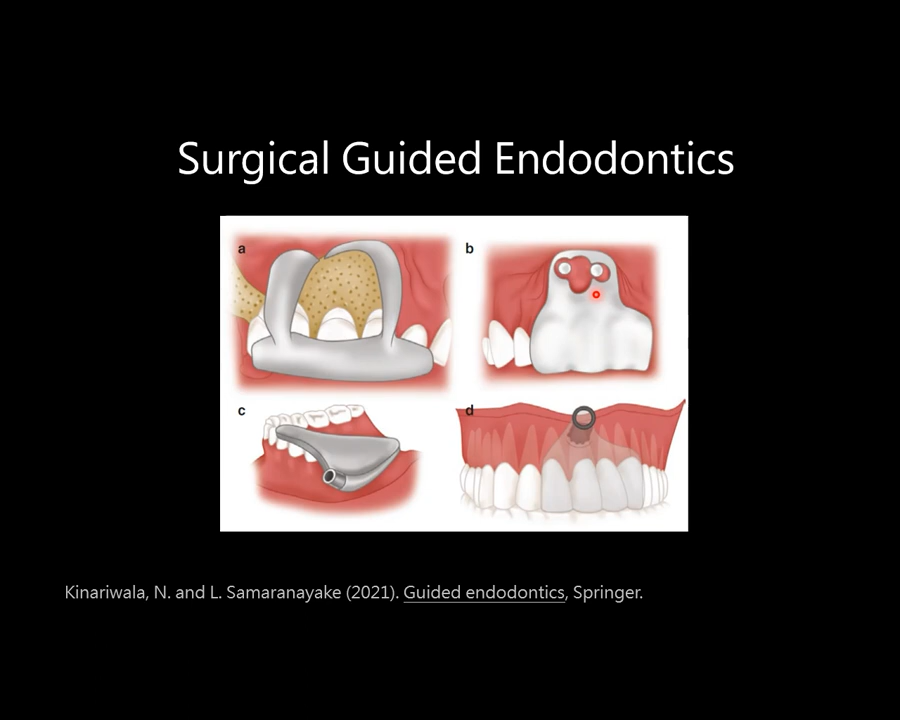 Surgical Guided Endodontics
a
b
c
d
Kinariwala, N. and L. Samaranayake (2021). Guided endodontics, Springer.